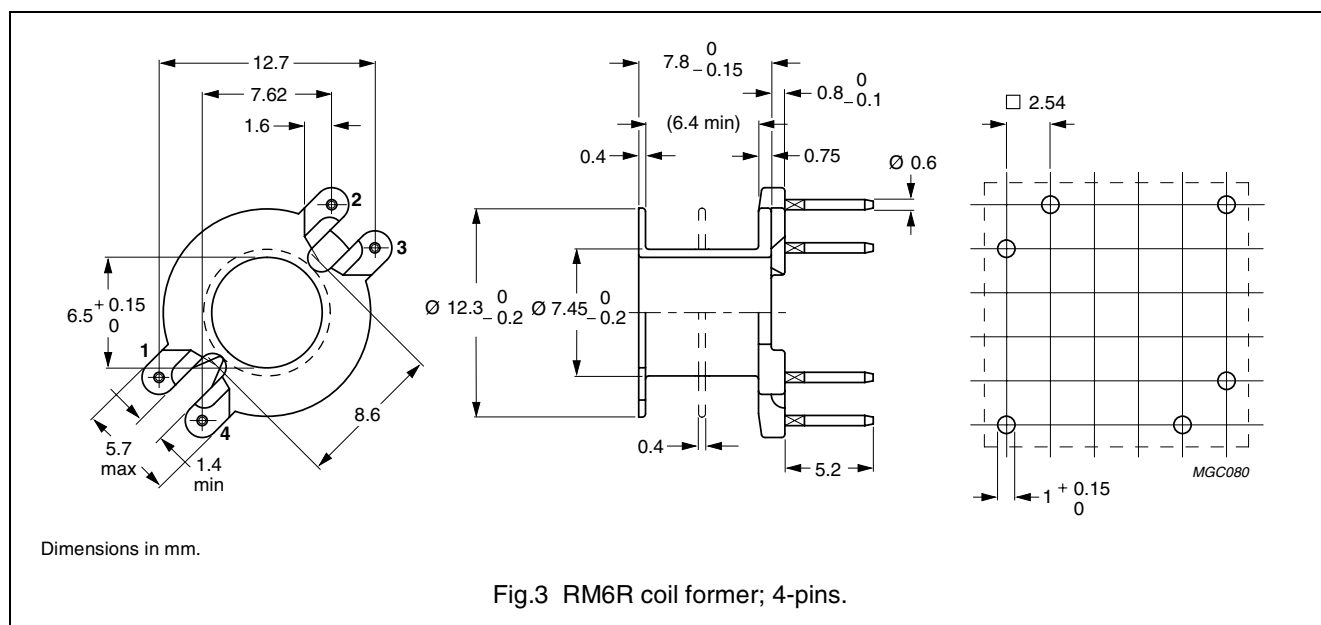 12.7
7.62
1.6
2
3
6.5 + 0.15 0
1
4
5.7 max
1.4 min
8.6
7.8 0 −0.15
0.8 0 −0.1
(6.4 min)
0.4
0.75
Ø 0.6
Ø 12.3 0 −0.2
Ø 7.45 0 −0.2
0.4
5.2
□ 2.54
MGC080
1 + 0.15 0
Dimensions in mm.
Fig.3 RM6R coil former; 4-pins.